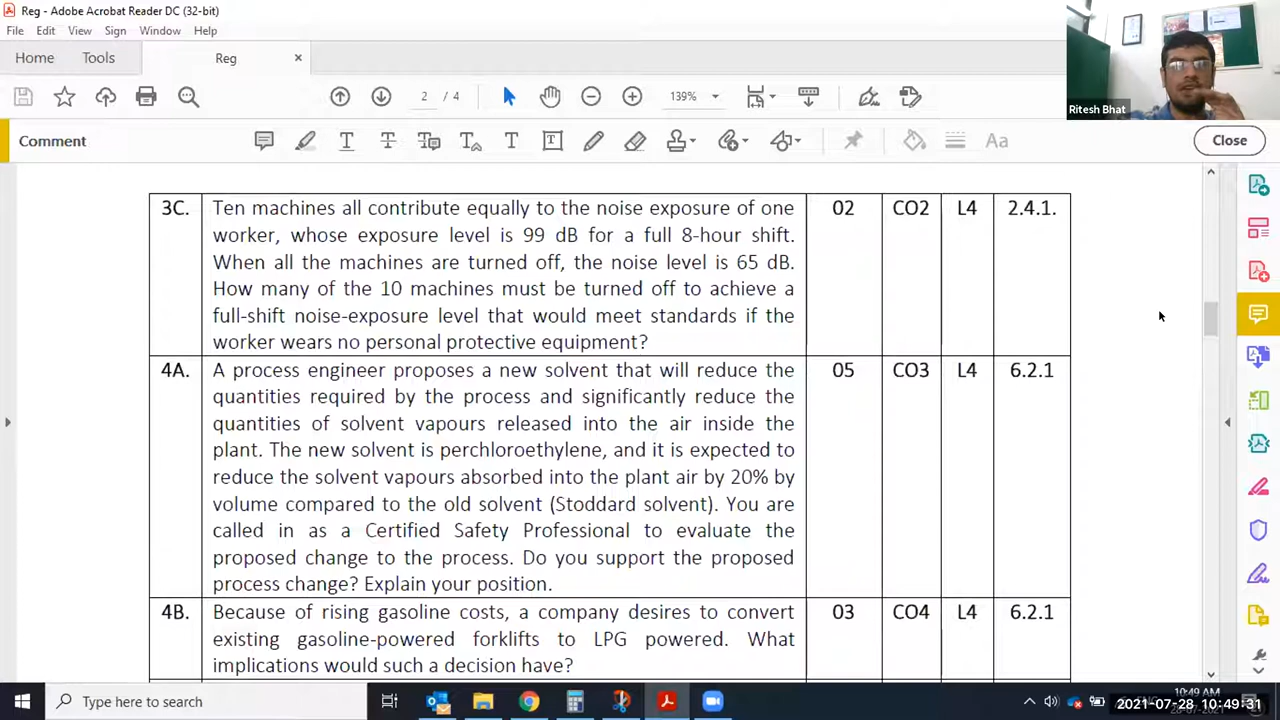 Reg - Adobe Acrobat Reader DC (32-bit)
File Edit View Sign Window Help
Home Tools Reg ×
2 / 4 139%
Ritesh Bhat
Comment Aa Close
3C. Ten machines all contribute equally to the noise exposure of one 02 CO2 L4 2.4.1.
worker, whose exposure level is 99 dB for a full 8-hour shift.
When all the machines are turned off, the noise level is 65 dB.
How many of the 10 machines must be turned off to achieve a
full-shift noise-exposure level that would meet standards if the
worker wears no personal protective equipment?
4A. A process engineer proposes a new solvent that will reduce the 05 CO3 L4 6.2.1
quantities required by the process and significantly reduce the
quantities of solvent vapours released into the air inside the
plant. The new solvent is perchloroethylene, and it is expected to
reduce the solvent vapours absorbed into the plant air by 20% by
volume compared to the old solvent (Stoddard solvent). You are
called in as a Certified Safety Professional to evaluate the
proposed change to the process. Do you support the proposed
process change? Explain your position.
4B. Because of rising gasoline costs, a company desires to convert 03 CO4 L4 6.2.1
existing gasoline-powered forklifts to LPG powered. What
implications would such a decision have?
Type here to search
10:49 AM
2021-07-28 10:49:31